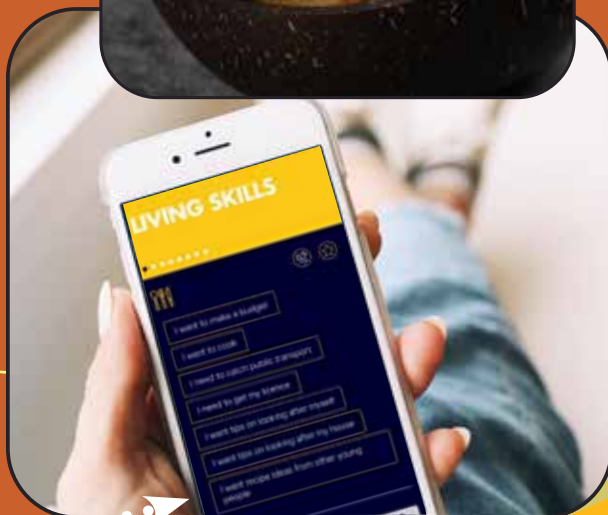 LIVING SKILLS
I want to make a budget
I want to cook
I need to catch public transport
I need to get my licence
I want tips on looking after myself
I want tips on looking after my house
I want recipe ideas from other young
people